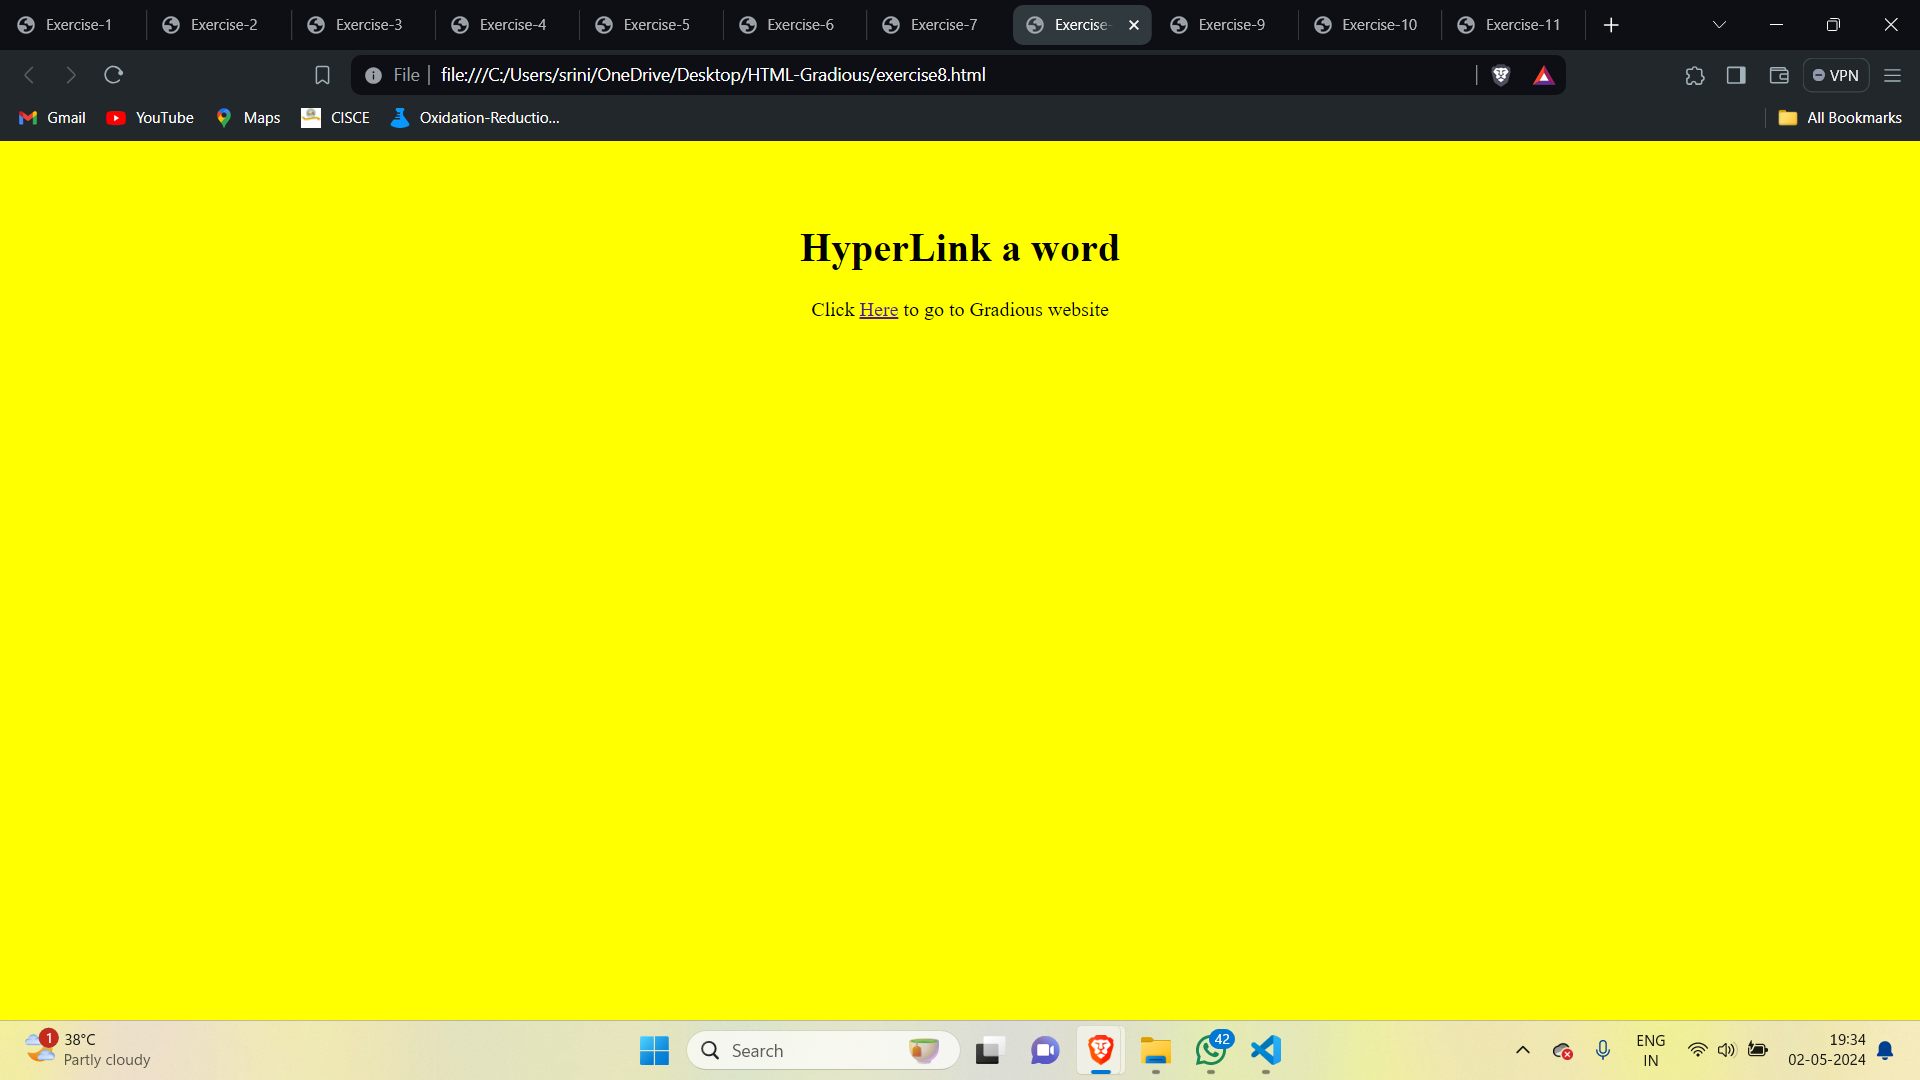 Exercise-1
Exercise-2
Exercise-3
Exercise-4
Exercise-5
Exercise-6
Exercise-7
Exercise-
Exercise-9
Exercise-10
Exercise-11
File
file:///C:/Users/srini/OneDrive/Desktop/HTML-Gradious/exercise8.html
VPN
Gmail
YouTube
Maps
CISCE
Oxidation-Reductio...
All Bookmarks
HyperLink a word
Click Here to go to Gradious website
1
38°C
Partly cloudy
Search
42
ENG
IN
19:34
02-05-2024